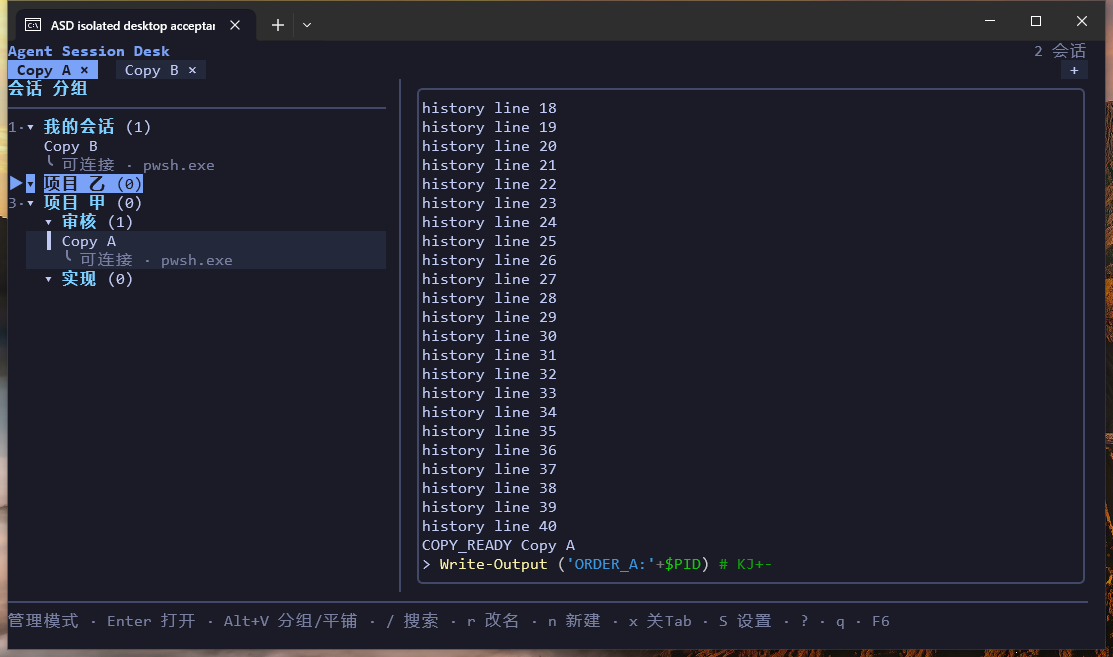 ASD isolated desktop acceptar
Agent Session Desk 2 会话
Copy A × Copy B × +
会话 分组
1·▾ 我的会话 (1)
Copy B
╰ 可连接 · pwsh.exe
▶▾ 项目 乙 (0)
3·▾ 项目 甲 (0)
▾ 审核 (1)
Copy A
╰ 可连接 · pwsh.exe
▾ 实现 (0)
history line 18
history line 19
history line 20
history line 21
history line 22
history line 23
history line 24
history line 25
history line 26
history line 27
history line 28
history line 29
history line 30
history line 31
history line 32
history line 33
history line 34
history line 35
history line 36
history line 37
history line 38
history line 39
history line 40
COPY_READY Copy A
> Write-Output ('ORDER_A:'+$PID) # KJ+-
管理模式 · Enter 打开 · Alt+V 分组/平铺 · / 搜索 · r 改名 · n 新建 · x 关Tab · S 设置 · ? · q · F6